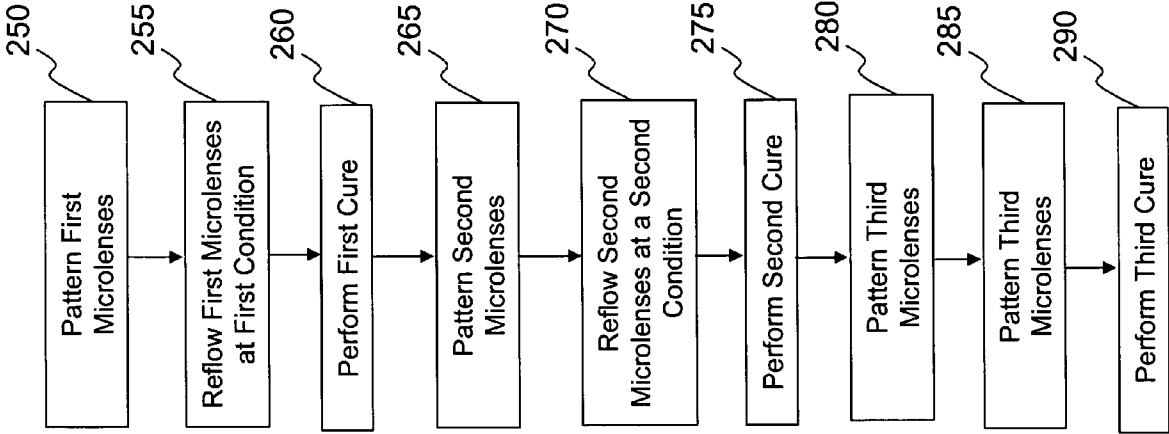 250
Pattern First
Microlenses
255
Reflow First Microlenses
at First Condition
260
Perform First Cure
265
Pattern Second
Microlenses
270
Reflow Second
Microlenses at a Second
Condition
275
Perform Second Cure
280
Pattern Third
Microlenses
285
Pattern Third
Microlenses
290
Perform Third Cure